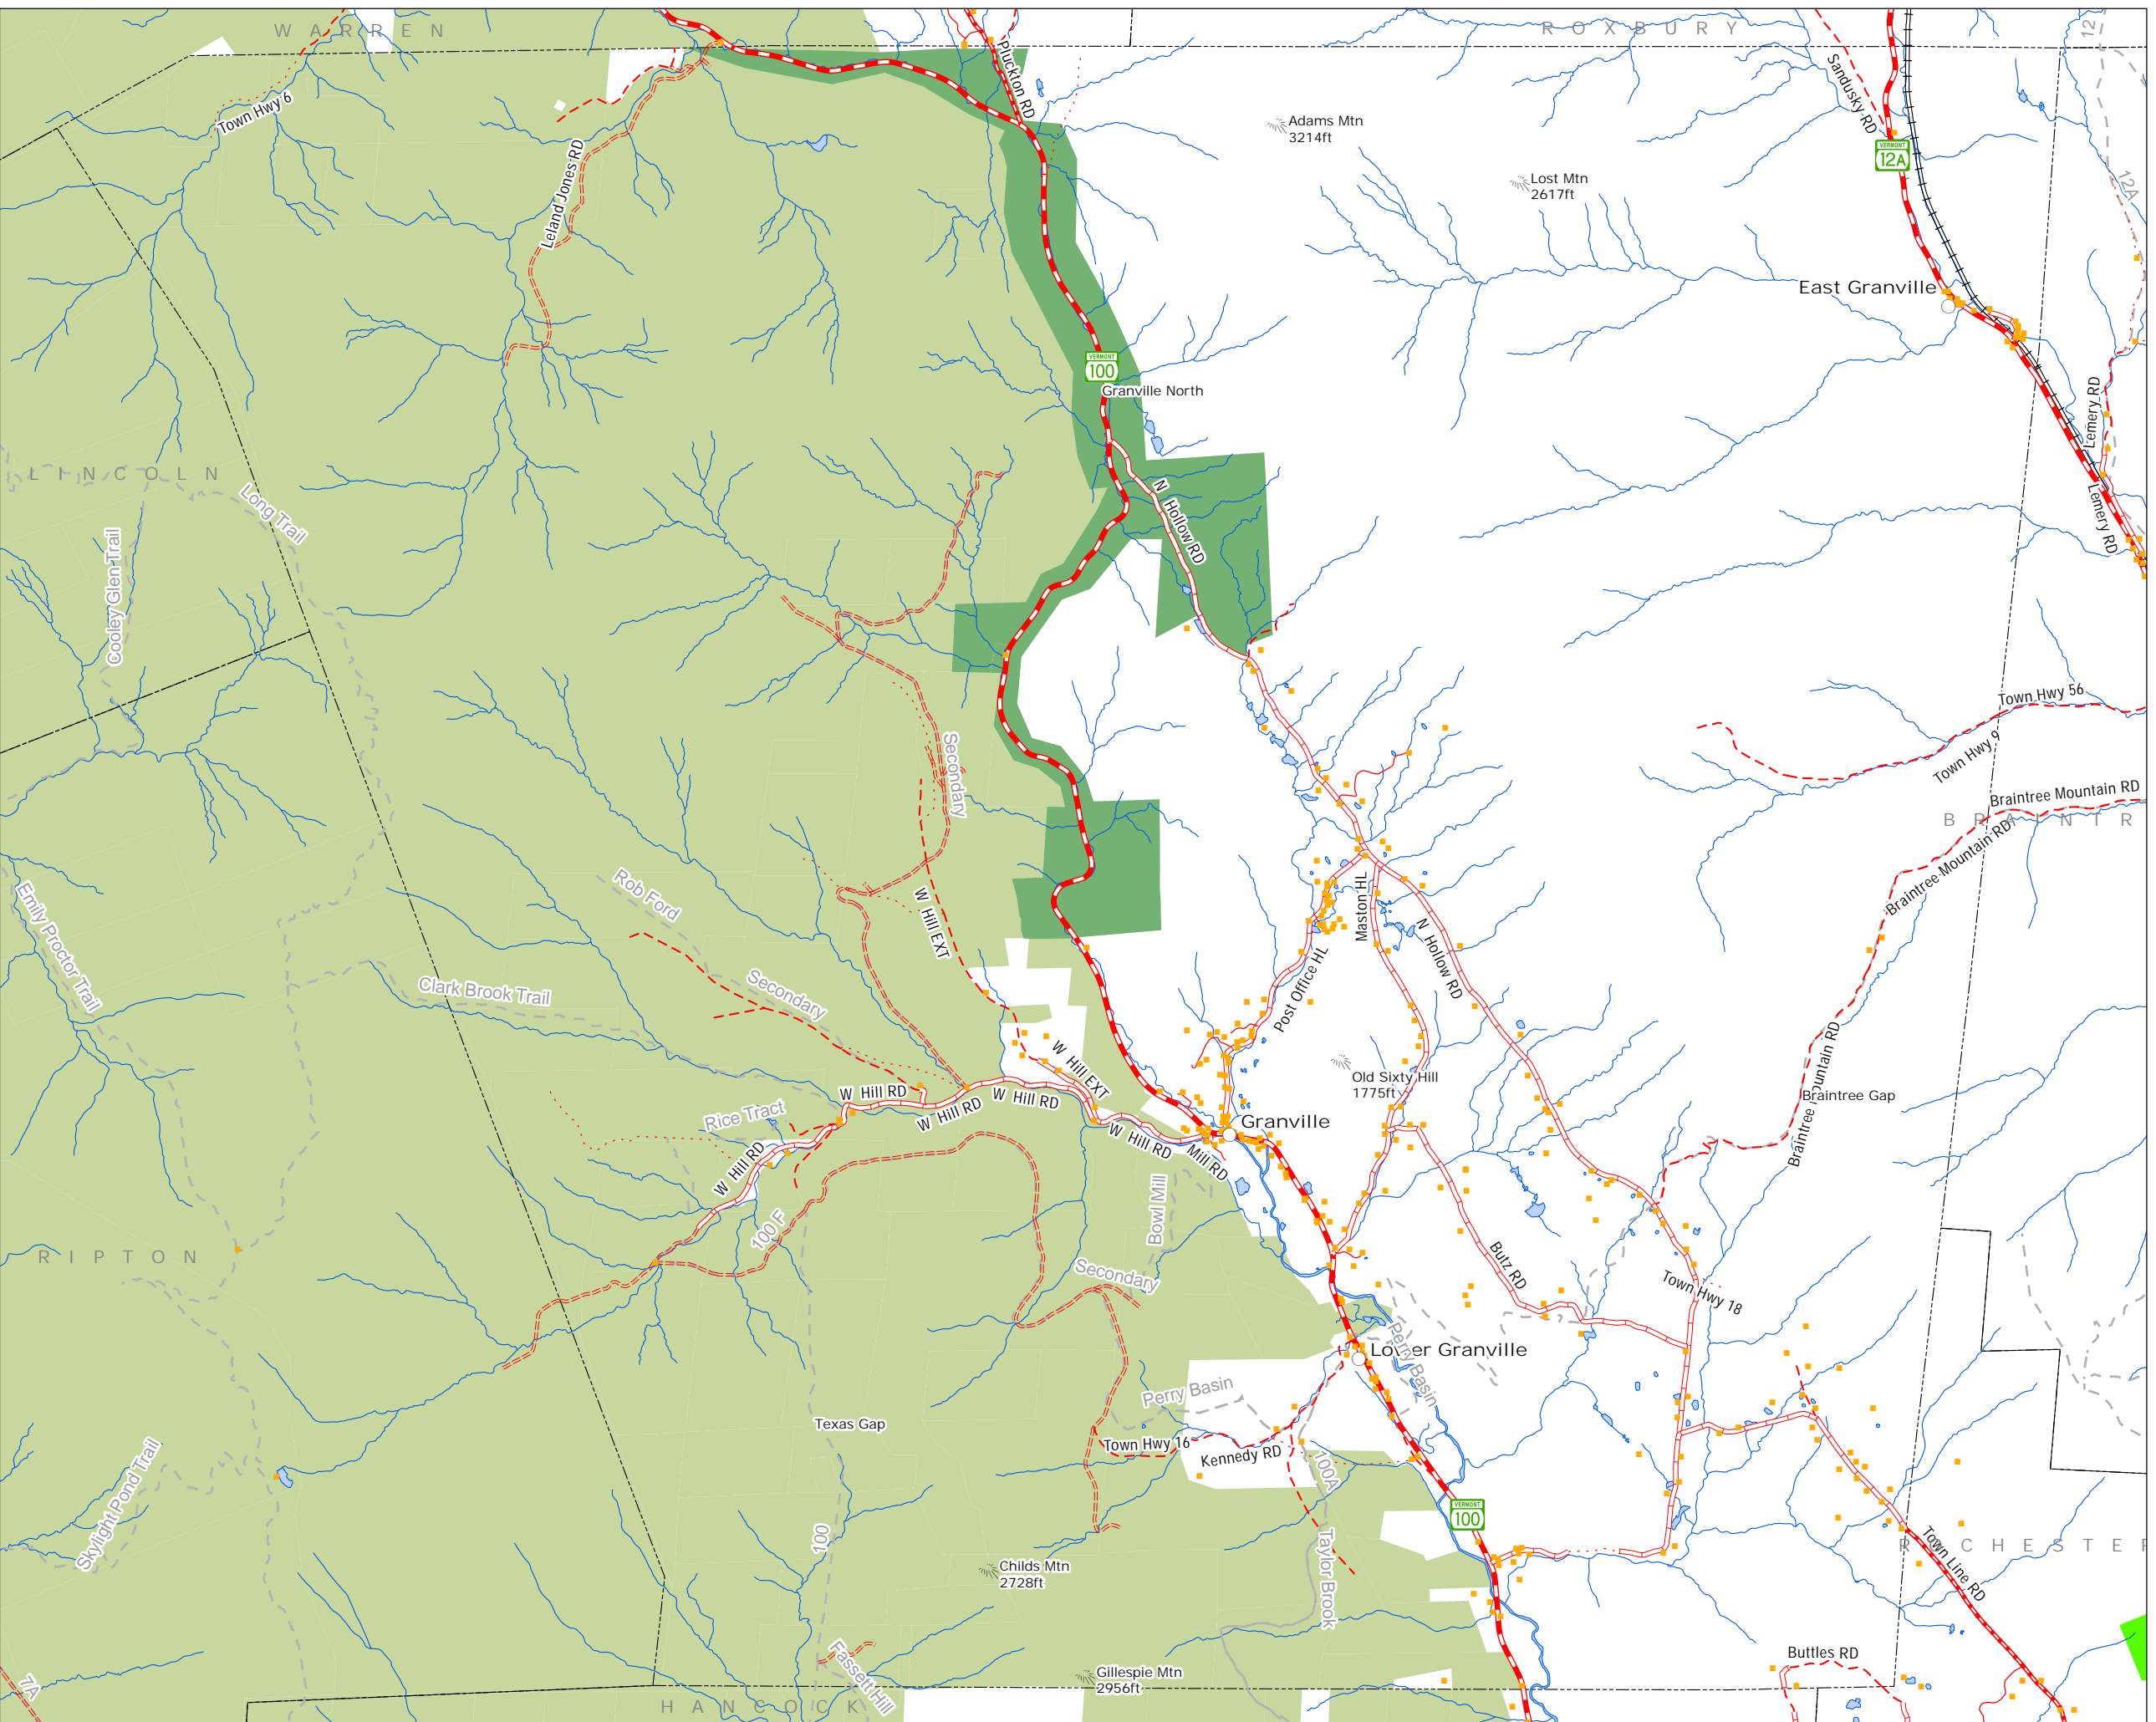 WARREN
ROXBURY
12
Pluckton RD
Sandusky RD
Town Hwy 6
Adams Mtn
3214ft
VERMONT
12A
Lost Mtn
2617ft
12A
Leland Jones RD
East Granville
VERMONT
100
Granville North
Lemery RD
LINCOLN
Long Trail
N Hollow RD
Lemery RD
Cooley Glen Trail
Town Hwy 56
Town Hwy 9
Secondary
Braintree Mountain RD
BRAINTR
Braintree Mountain RD
Rob Ford
W Hill EXT
Maston HL
N Hollow RD
Emily Proctor Trail
Clark Brook Trail
Secondary
Post Office HL
Braintree Mountain RD
W Hill EXT
Old Sixty Hill
1775ft
Braintree Gap
W Hill RD
W Hill RD
W Hill RD
Rice Tract
Granville
W Hill RD
Mill RD
W Hill RD
Bowl Mill
100 F
RIPTON
Secondary
Butz RD
Town Hwy 18
Lower Granville
Perry Basin
Perry Basin
Texas Gap
Town Hwy 16
Kennedy RD
100A
Skylight Pond Trail
VERMONT
100
100
Taylor Brook
ROCHESTER
Town Line RD
Childs Mtn
2728ft
Fassett Hill
Buttles RD
Gillespie Mtn
2956ft
7A
HANCOCK